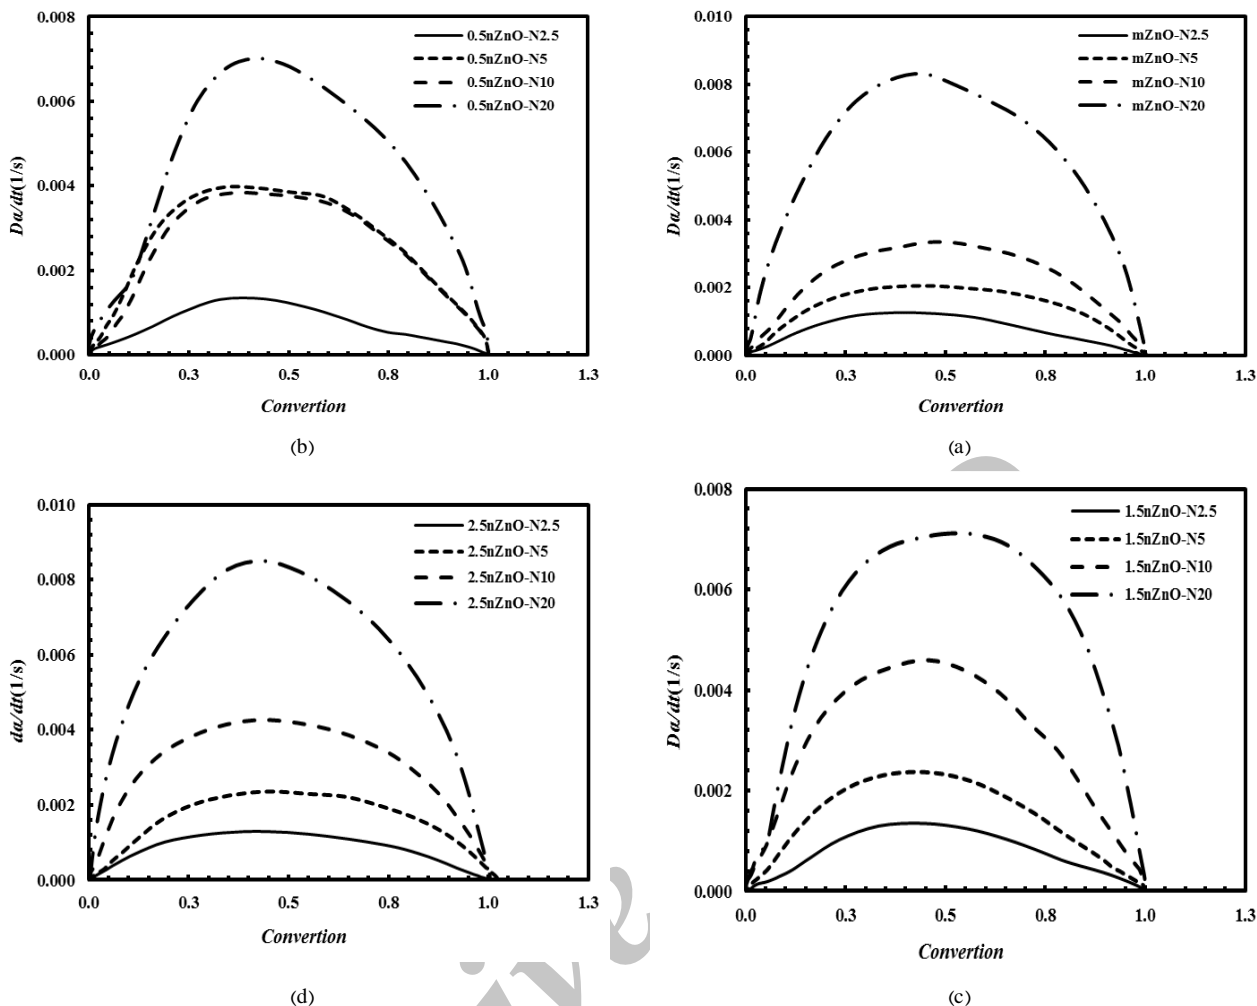 0.008
0.006
0.004
0.002
0.000
Da/dt(1/s)
0.5nZnO-N2.5
0.5nZnO-N5
0.5nZnO-N10
0.5nZnO-N20
0.0 0.3 0.5 0.8 1.0 1.3
Convertion
(b)
0.010
0.008
0.006
0.004
0.002
0.000
Da/dt(1/s)
mZnO-N2.5
mZnO-N5
mZnO-N10
mZnO-N20
0.0 0.3 0.5 0.8 1.0 1.3
Convertion
(a)
0.010
0.008
0.006
0.004
0.002
0.000
da/dt(1/s)
2.5nZnO-N2.5
2.5nZnO-N5
2.5nZnO-N10
2.5nZnO-N20
0.0 0.3 0.5 0.8 1.0 1.3
Convertion
(d)
0.008
0.006
0.004
0.002
0.000
Da/dt(1/s)
1.5nZnO-N2.5
1.5nZnO-N5
1.5nZnO-N10
1.5nZnO-N20
0.0 0.3 0.5 0.8 1.0 1.3
Convertion
(c)